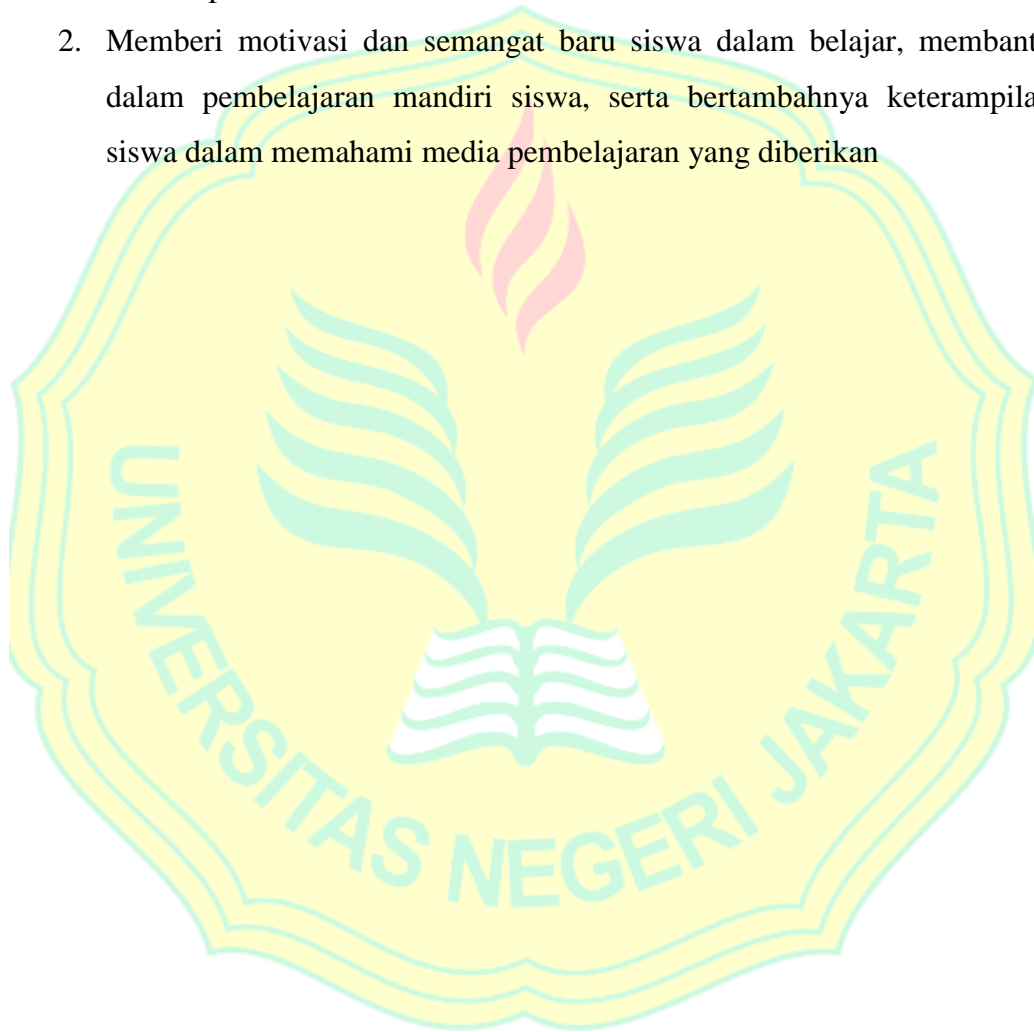 2. Memberi motivasi dan semangat baru siswa dalam belajar, membant
dalam pembelajaran mandiri siswa, serta bertambahnya keterampila
siswa dalam memahami media pembelajaran yang diberikan
UNIVERSITAS NEGERI JAKARTA